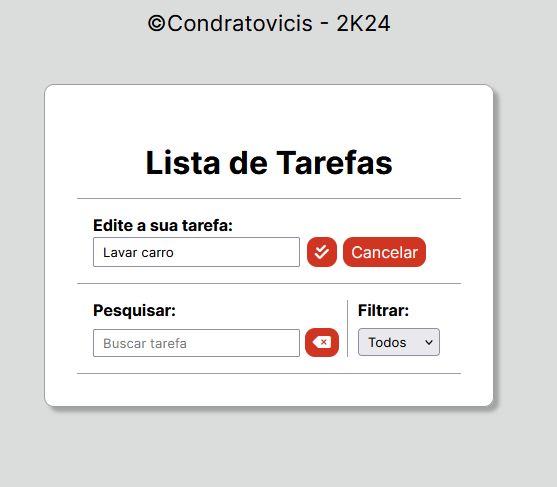 ©Condratovicis - 2K24
Lista de Tarefas
Edite a sua tarefa:
Lavar carro
Cancelar
Pesquisar:
Filtrar:
Buscar tarefa
Todos